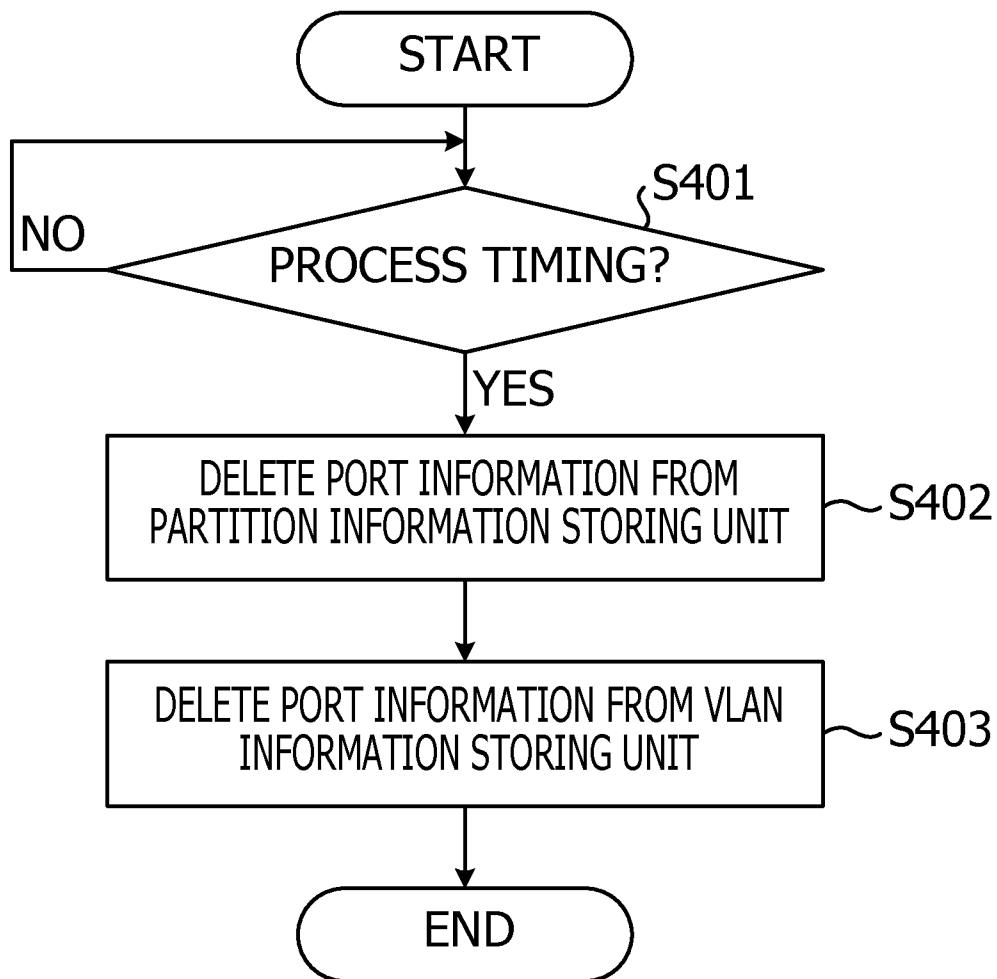 START
S401
NO
PROCESS TIMING?
YES
DELETE PORT INFORMATION FROM
PARTITION INFORMATION STORING UNIT
S402
DELETE PORT INFORMATION FROM VLAN
INFORMATION STORING UNIT
S403
END